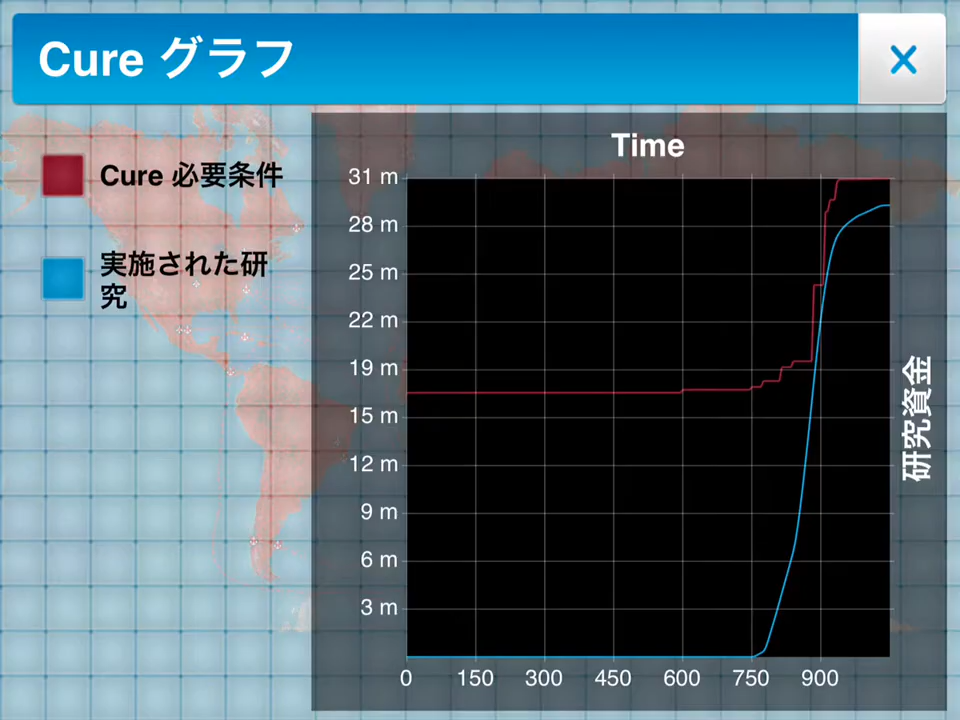 Cure グラフ
×
Cure 必要条件
実施された研
究
Time
31 m
28 m
25 m
22 m
19 m
15 m
12 m
9 m
6 m
3 m
0 150 300 450 600 750 900
研究資金